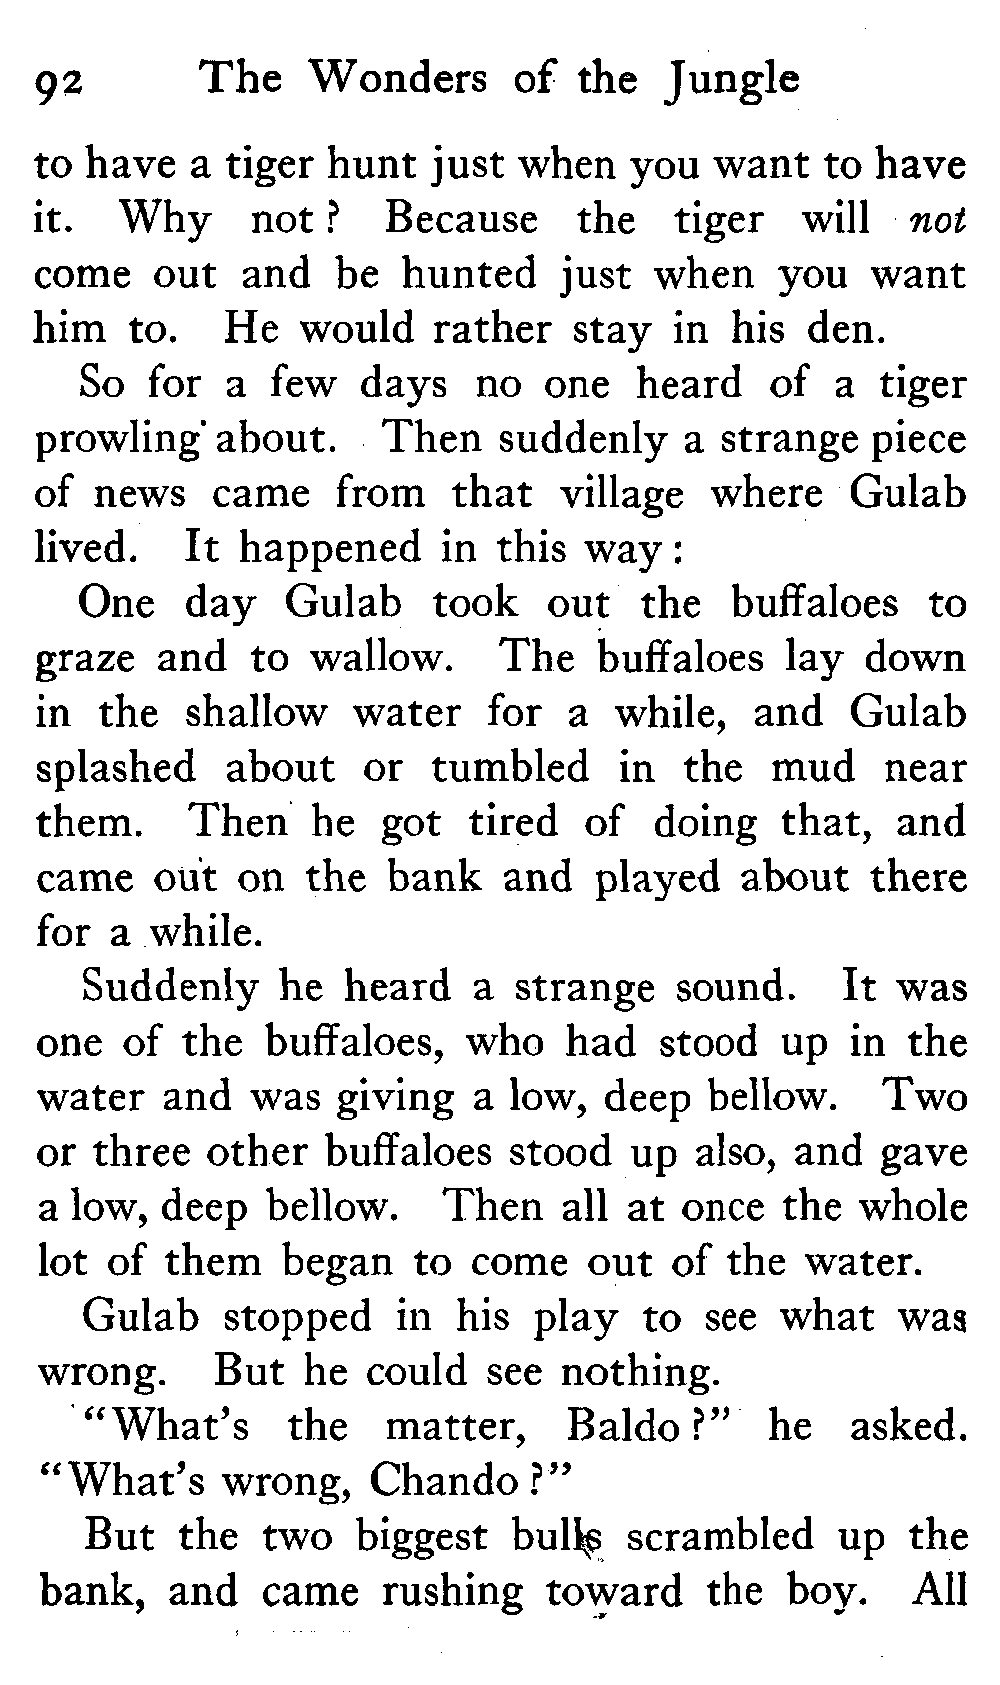 92 The Wonders of the Jungle
to have a tiger hunt just when you want to have
it. Why not? Because the tiger will not
come out and be hunted just when you want
him to. He would rather stay in his den.
So for a few days no one heard of a tiger
prowling about. Then suddenly a strange piece
of news came from that village where Gulab
lived. It happened in this way:
One day Gulab took out the buffaloes to
graze and to wallow. The buffaloes lay down
in the shallow water for a while, and Gulab
splashed about or tumbled in the mud near
them. Then he got tired of doing that, and
came out on the bank and played about there
for a while.
Suddenly he heard a strange sound. It was
one of the buffaloes, who had stood up in the
water and was giving a low, deep bellow. Two
or three other buffaloes stood up also, and gave
a low, deep bellow. Then all at once the whole
lot of them began to come out of the water.
Gulab stopped in his play to see what was
wrong. But he could see nothing.
"What's the matter, Baldo?" he asked.
"What's wrong, Chando?"
But the two biggest bulls scrambled up the
bank, and came rushing toward the boy. All